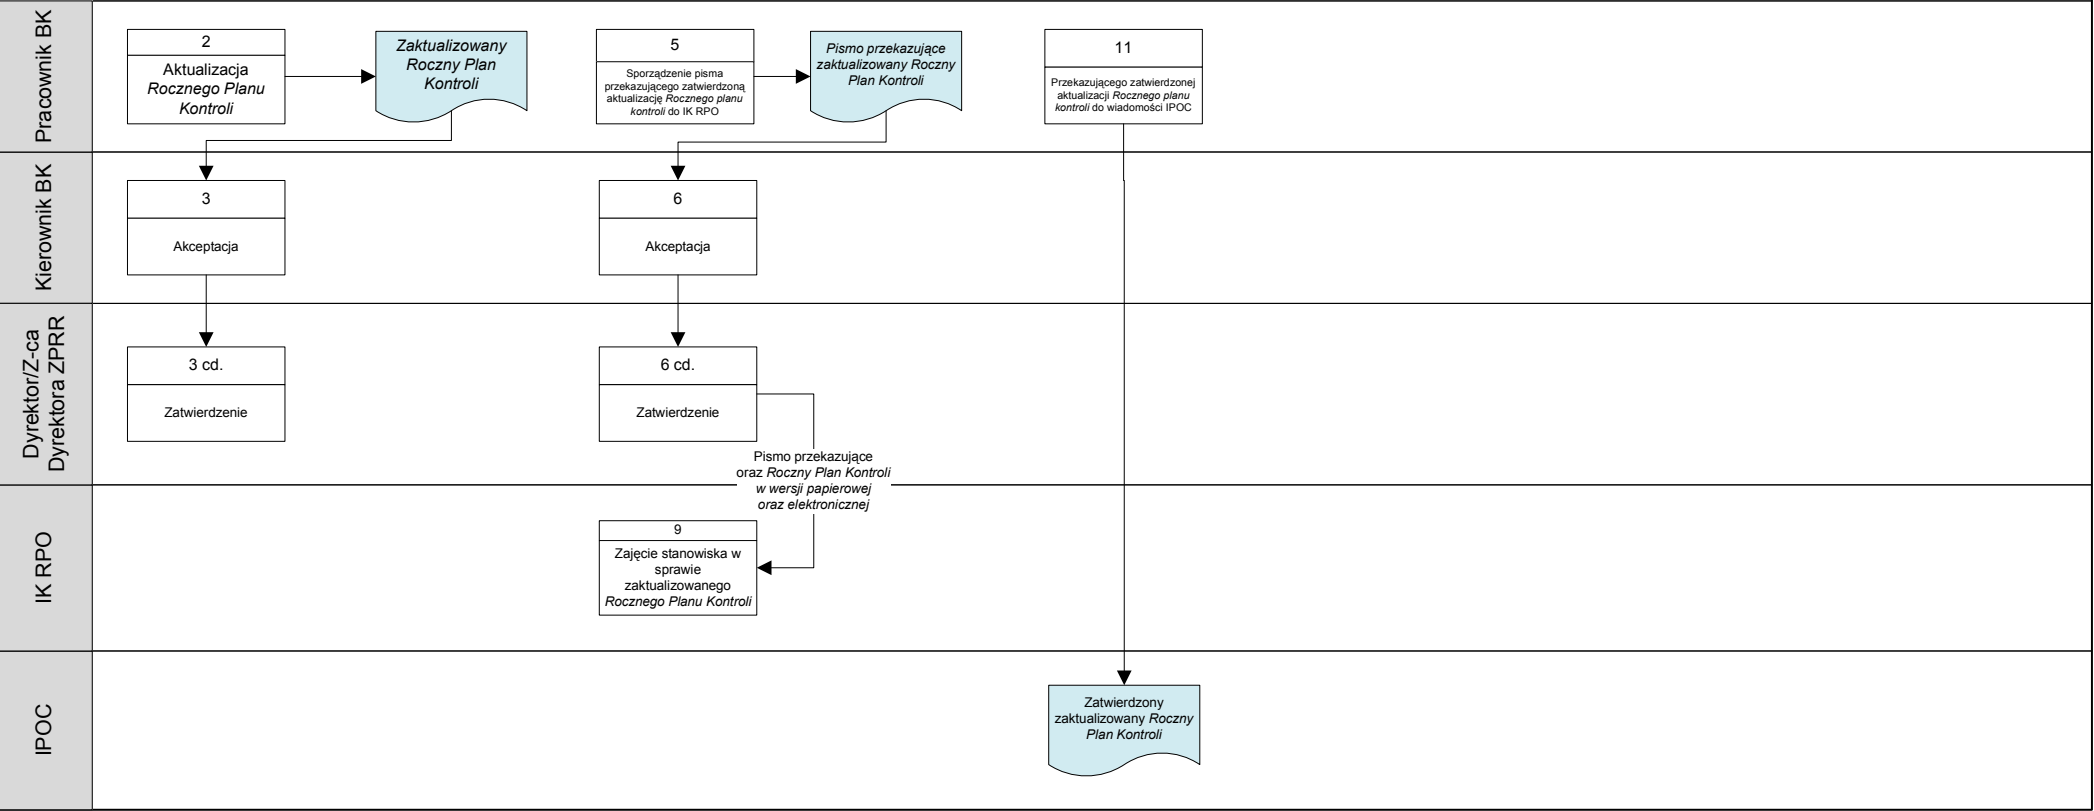 Pracownik BK
2
Aktualizacja
Rocznego Planu
Kontroli
Zaktualizowany
Roczny Plan
Kontroli
5
Sporządzenie pisma
przekazującego zatwierdzoną
aktualizację Rocznego planu
kontroli do IK RPO
Pismo przekazujące
zaktualizowany Roczny
Plan Kontroli
11
Przekazującego zatwierdzonej
aktualizacji Rocznego planu
kontroli do wiadomości IPOC
Kierownik BK
3
Akceptacja
6
Akceptacja
Dyrektor/Z-ca
Dyrektora ZPRR
3 cd.
Zatwierdzenie
6 cd.
Zatwierdzenie
Pismo przekazujące
oraz Roczny Plan Kontroli
w wersji papierowej
oraz elektronicznej
IK RPO
9
Zajęcie stanowiska w
sprawie
zaktualizowanego
Rocznego Planu Kontroli
IPOC
Zatwierdzony
zaktualizowany Roczny
Plan Kontroli